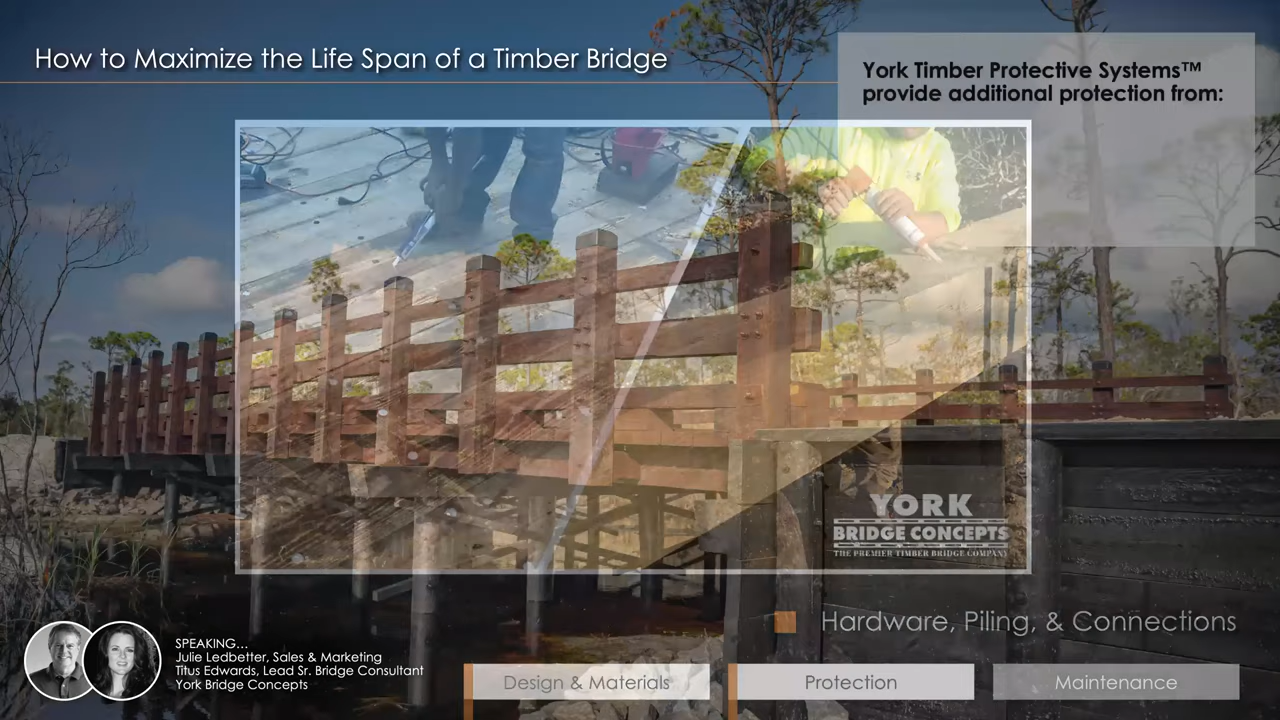 How to Maximize the Life Span of a Timber Bridge
York Timber Protective Systems™
provide additional protection from:
YORK
BRIDGE CONCEPTS
THE PREMIER TIMBER BRIDGE COMPANY
Hardware, Piling, & Connections
SPEAKING...
Julie Ledbetter, Sales & Marketing
Titus Edwards, Lead Sr. Bridge Consultant
York Bridge Concepts
Design & Materials
Protection
Maintenance